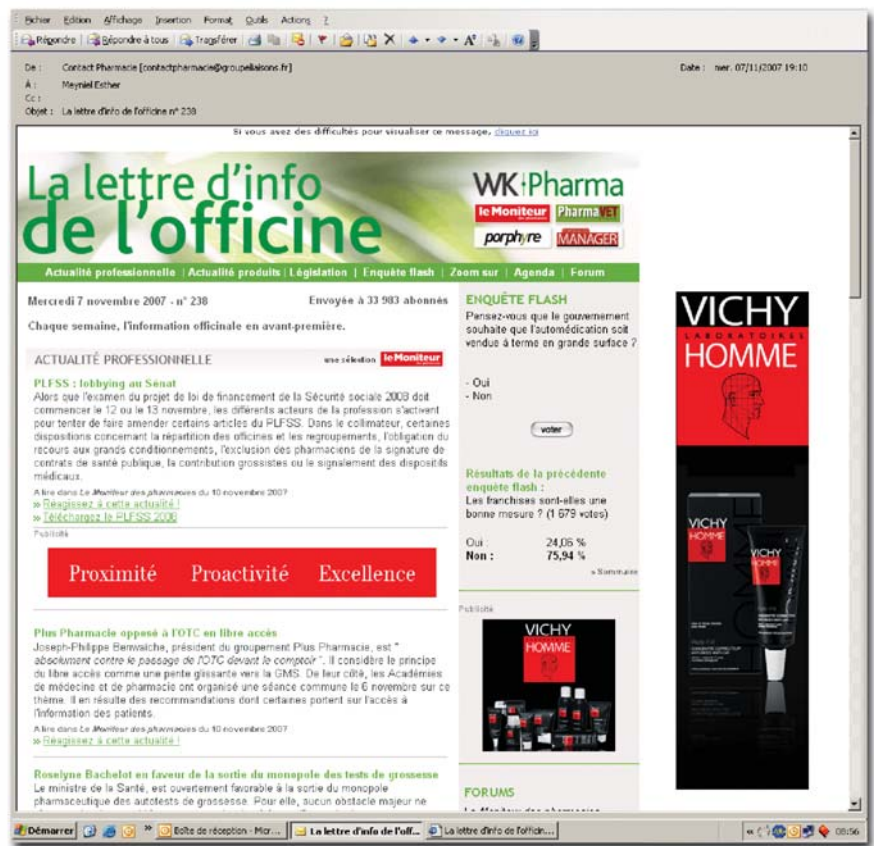 Fichier Edition Affichage Insertion Format Outils Actions ?
Répondre Répondre à tous Transférer
De : Contact Pharmacie [contactpharmacie@groupeliaisons.fr]
Date : mer. 07/11/2007 19:10
À : Meyniel Esther
Cc :
Objet : La lettre d'info de l'officine n° 238
Si vous avez des difficultés pour visualiser ce message, cliquez ici
La lettre d'info
de l'officine
WK Pharma
le Moniteur
PharmaVET
porphyre
MANAGER
Actualité professionnelle | Actualité produits | Législation | Enquête flash | Zoom sur | Agenda | Forum
Mercredi 7 novembre 2007 - n° 238
Envoyée à 33 983 abonnés
Chaque semaine, l'information officinale en avant-première.
ACTUALITÉ PROFESSIONNELLE
une sélection le Moniteur
PLFSS : lobbying au Sénat
Alors que l'examen du projet de loi de financement de la Sécurité sociale 2008 doit
commencer le 12 ou le 13 novembre, les différents acteurs de la profession s'activent
pour tenter de faire amender certains articles du PLFSS. Dans le collimateur, certaines
dispositions concernant la répartition des officines et les regroupements, l'obligation du
recours aux grands conditionnements, l'exclusion des pharmaciens de la signature de
contrats de santé publique, la contribution grossistes ou le signalement des dispositifs
médicaux.
A lire dans Le Moniteur des pharmacies du 10 novembre 2007
» Réagissez à cette actualité !
» Téléchargez le PLFSS 2008
Publicité
Proximité Proactivité Excellence
Plus Pharmacie opposé à l'OTC en libre accès
Joseph-Philippe Benwaïche, président du groupement Plus Pharmacie, est "
absolument contre le passage de l'OTC devant le comptoir ". Il considère le principe
du libre accès comme une pente glissante vers la GMS. De leur côté, les Académies
de médecine et de pharmacie ont organisé une séance commune le 6 novembre sur ce
thème. Il en résulte des recommandations dont certaines portent sur l'accès à
l'information des patients.
A lire dans Le Moniteur des pharmacies du 10 novembre 2007
» Réagissez à cette actualité !
Roselyne Bachelot en faveur de la sortie du monopole des tests de grossesse
Le ministre de la Santé, est ouvertement favorable à la sortie du monopole
pharmaceutique des autotests de grossesse. Pour elle, aucun obstacle majeur ne
ENQUÊTE FLASH
Pensez-vous que le gouvernement
souhaite que l'automédication soit
vendue à terme en grande surface ?
- Oui
- Non
voter
Résultats de la précédente
enquête flash :
Les franchises sont-elles une
bonne mesure ? (1 679 votes)
Oui : 24,06 %
Non : 75,94 %
» Sommaire
Publicité
VICHY
HOMME
FORUMS
Le Moniteur des pharmacies
VICHY
LABORATOIRES
HOMME
VICHY
HOMME
VICHY
HOMME
HOMME
Démarrer
Boîte de réception - Micr...
La lettre d'info de l'off...
La lettre d'info de l'officin...
08:56